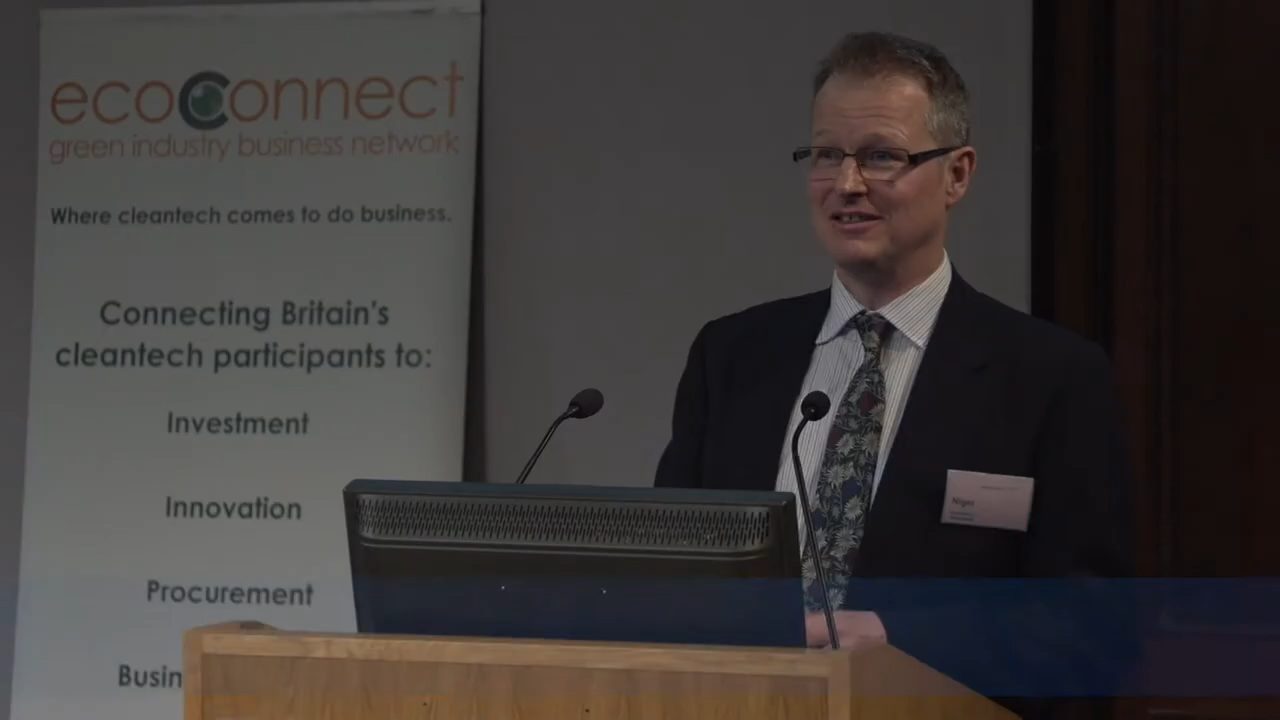 ecoConnect
green industry business network
Where cleantech comes to do business.
Connecting Britain's
cleantech participants to:
Investment
Innovation
Procurement
Busin